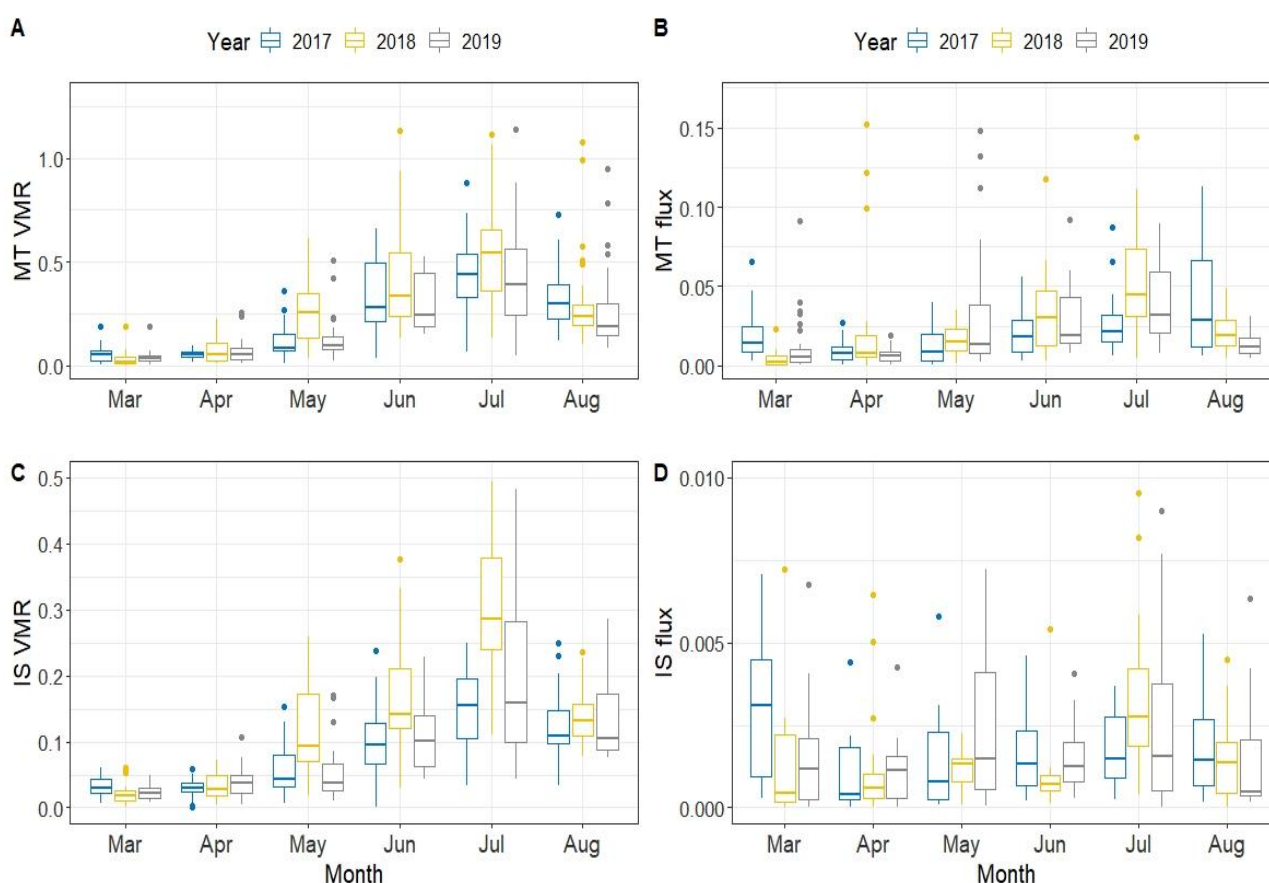 A
Year 2017 2018 2019
MT VMR
1.0
0.5
0.0
Mar Apr May Jun Jul Aug
B
Year 2017 2018 2019
MT flux
0.15
0.10
0.05
0.00
Mar Apr May Jun Jul Aug
C
IS VMR
0.5
0.4
0.3
0.2
0.1
0.0
Mar Apr May Jun Jul Aug
Month
D
IS flux
0.010
0.005
0.000
Mar Apr May Jun Jul Aug
Month